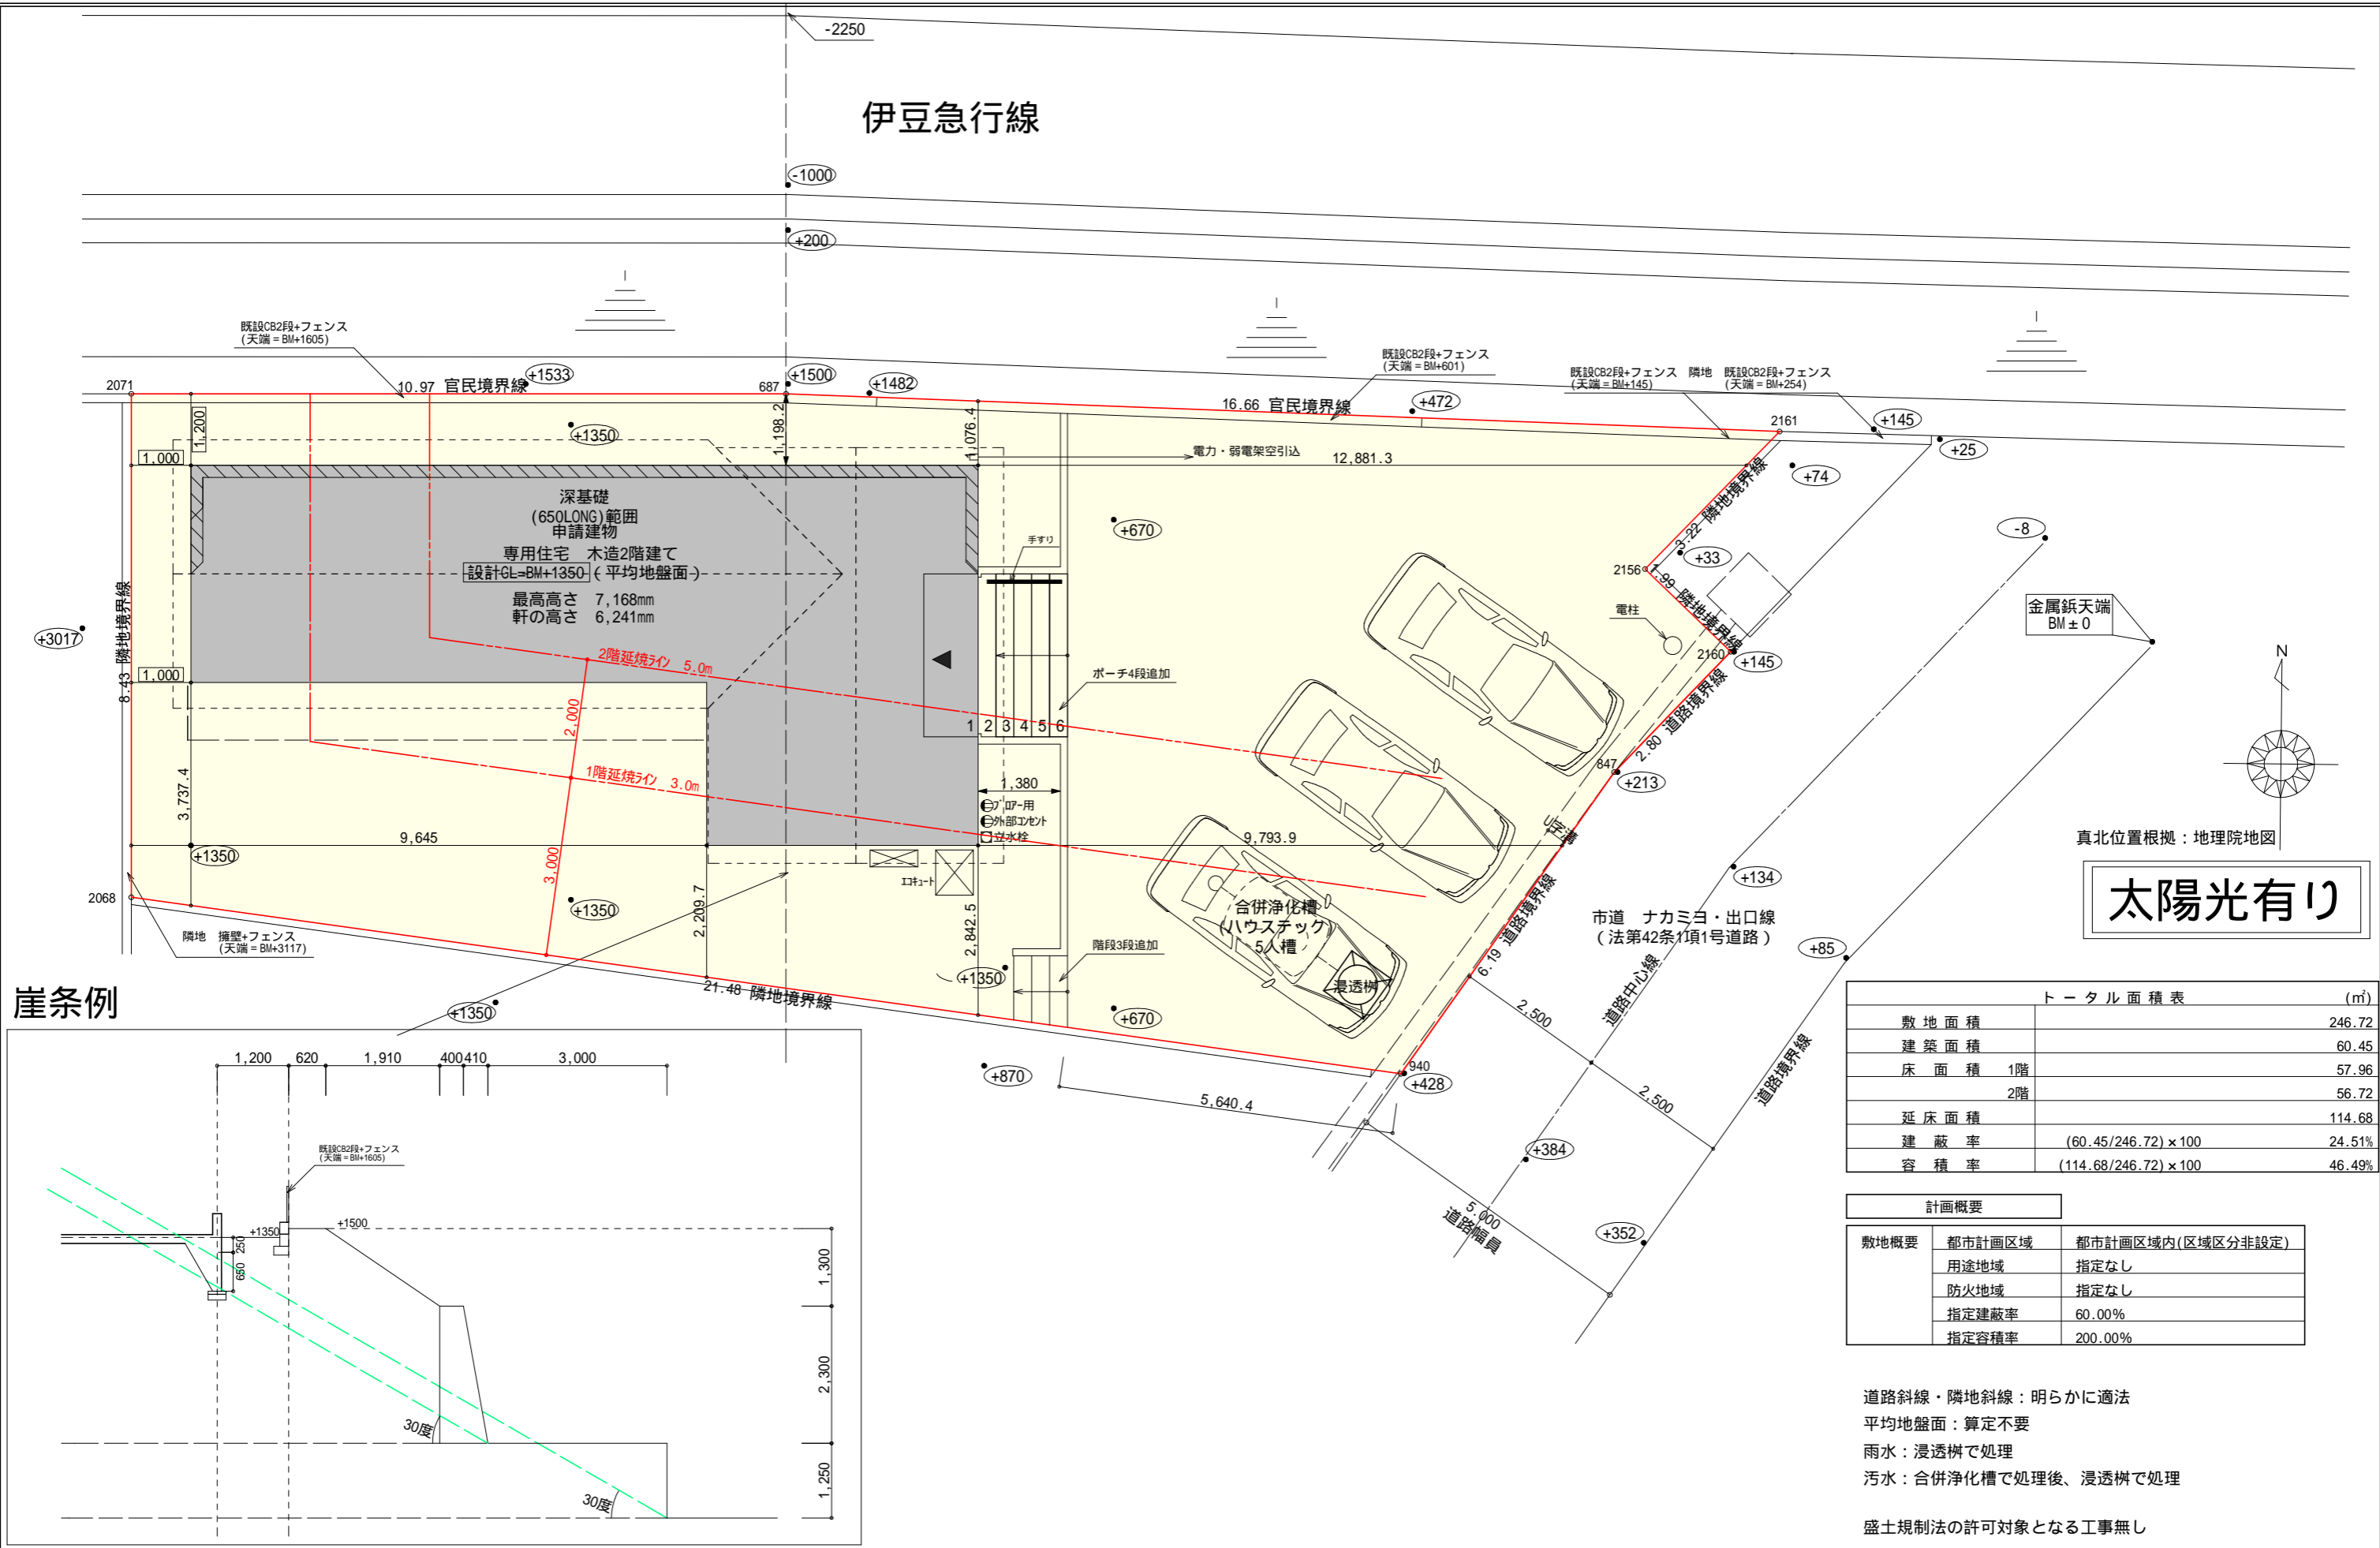 -2250
伊豆急行線
-1000
+200
既設CB2段+フェンス
(天端=BM+1605)
2071
10.97 官民境界線
+1533
687
+1500
+1482
既設CB2段+フェンス
(天端=BM+601)
16.66 官民境界線
+472
既設CB2段+フェンス
(天端=BM+145)
隣地 既設CB2段+フェンス
(天端=BM+254)
2161
+145
+25
1,200
+1350
1,198.2
1,076.4
電力・弱電架空引込
12,881.3
+74
1,000
深基礎
(650LONG)範囲
申請建物
専用住宅 木造2階建て
設計GL=BM+1350 (平均地盤面)
最高高さ 7,168mm
軒の高さ 6,241mm
+670
手すり
3.22 隣地境界線
+33
2156
1.99 隣地境界線
-8
電柱
金属鋲天端
BM±0
+3017
8.43 隣地境界線
1,000
2階延焼ライン 5.0m
2160
+145
ポーチ4段追加
N
1 2 3 4 5 6
2,000
2.80 道路境界線
847
+213
1階延焼ライン 3.0m
1,380
ブロアー用
外部コンセント
立水栓
3,737.4
9,645
9,793.9
U字溝
真北位置根拠：地理院地図
+1350
3,000
エコキュート
+134
太陽光有り
2068
+1350
2,209.7
2,842.5
合併浄化槽
(ハウステック)
5人槽
6.19 道路境界線
市道 ナカミヨ・出口線
(法第42条1項1号道路)
+85
隣地 擁壁+フェンス
(天端=BM+3117)
階段3段追加
+1350
浸透桝
21.48 隣地境界線
+1350
+670
2,500
道路中心線
道路境界線
+870
940
+428
5,640.4
2,500
+384
5.000
道路幅員
+352
崖条例
1,200 620 1,910 400 410 3,000
既設CB2段+フェンス
(天端=BM+1605)
+1350
+1500
250
650
1,300
2,300
30度
1,250
30度
トータル面積表 (㎡)
敷地面積 246.72
建築面積 60.45
床面積 1階 57.96
2階 56.72
延床面積 114.68
建蔽率 (60.45/246.72)×100 24.51%
容積率 (114.68/246.72)×100 46.49%
計画概要
敷地概要 都市計画区域 都市計画区域内(区域区分非設定)
用途地域 指定なし
防火地域 指定なし
指定建蔽率 60.00%
指定容積率 200.00%
道路斜線・隣地斜線：明らかに適法
平均地盤面：算定不要
雨水：浸透桝で処理
汚水：合併浄化槽で処理後、浸透桝で処理
盛土規制法の許可対象となる工事無し